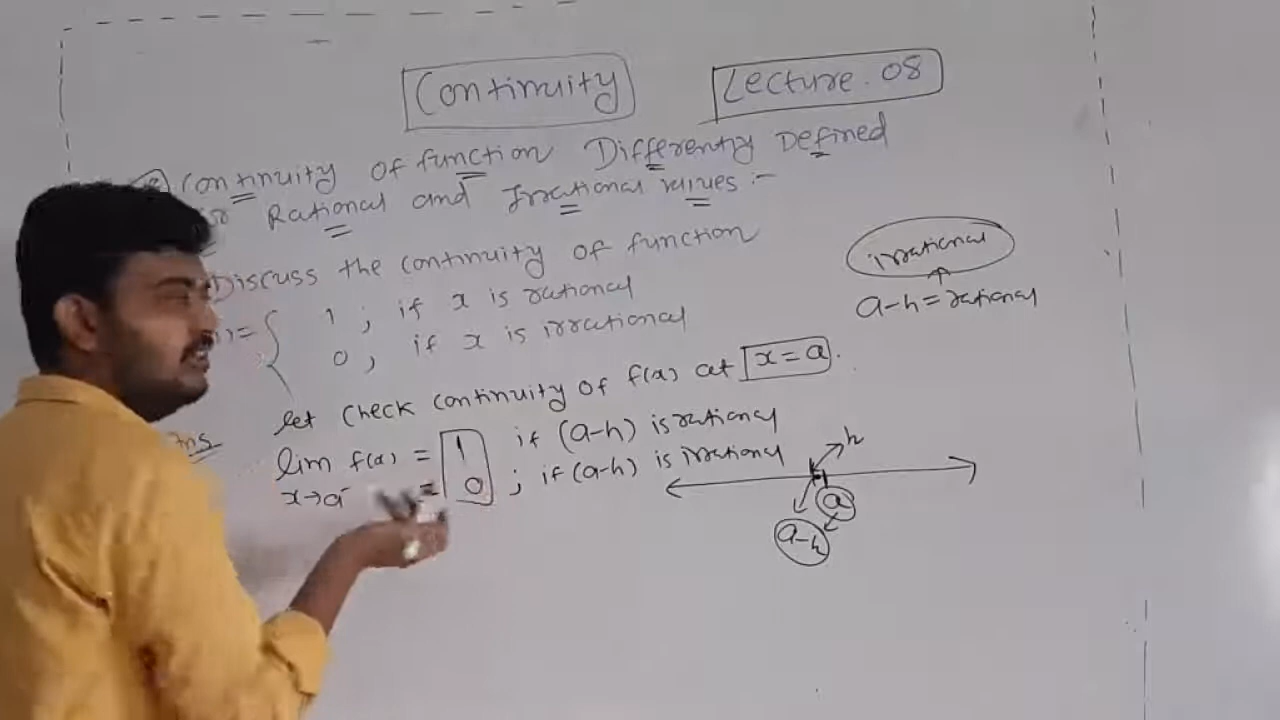 Continuity
Lecture. 08
Continuity of function Differently Defined
Rational and Irrational values :-
Discuss the continuity of function
= { 1 ; if x is rational
0 , if x is irrational
let check continuity of f(x) at x = a.
lim f(x) = 1 if (a-h) is rational
x→a⁻ = 0 ; if (a-h) is irrational
irrational
↑
a-h = rational
h
a
a-h